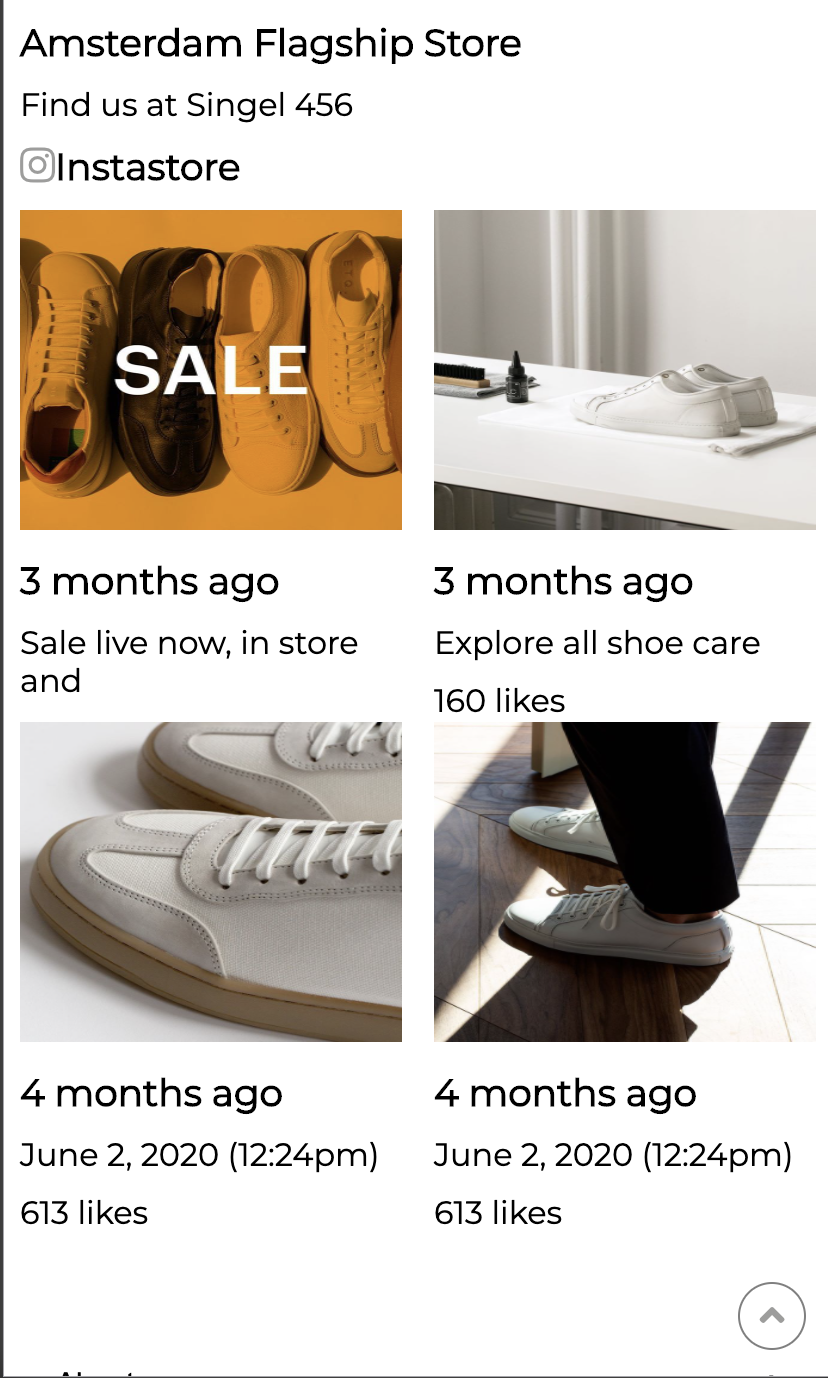 Amsterdam Flagship Store
Find us at Singel 456
Instastore
SALE
3 months ago
Sale live now, in store
and
3 months ago
Explore all shoe care
160 likes
4 months ago
June 2, 2020 (12:24pm)
613 likes
4 months ago
June 2, 2020 (12:24pm)
613 likes